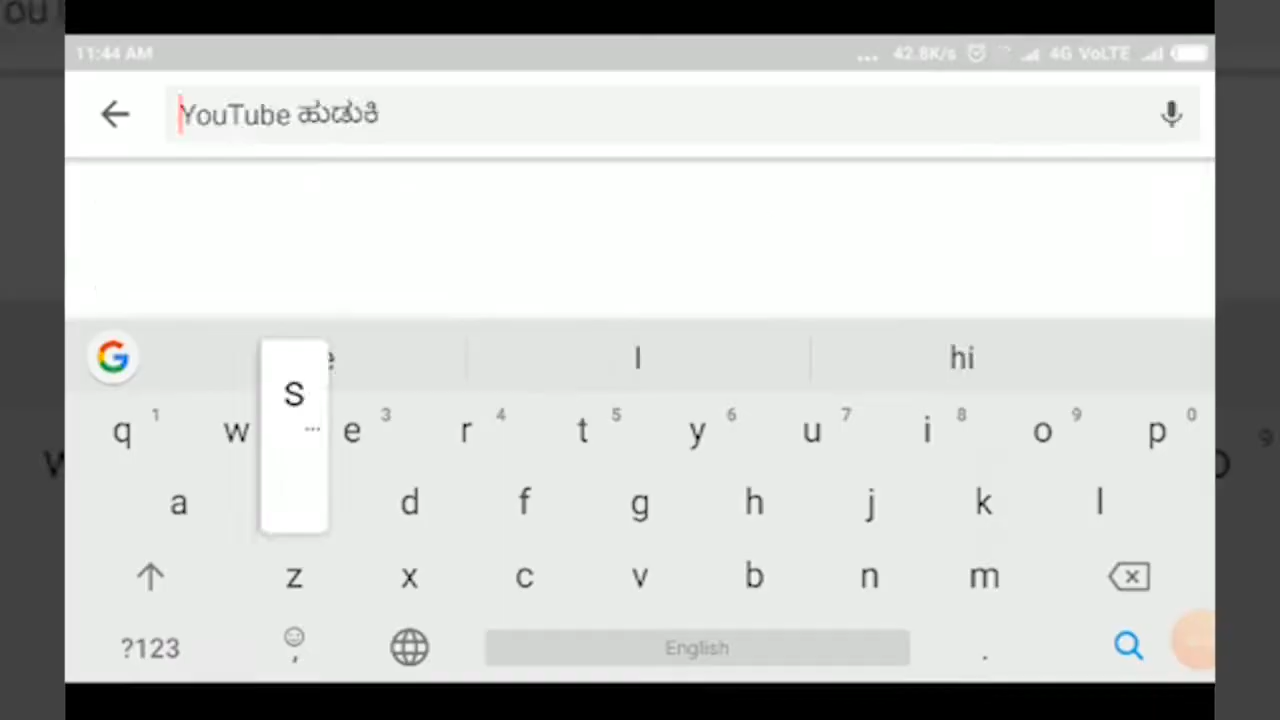 11:44 AM ... 42.8K/s 4G VoLTE
YouTube ಹುಡುಕಿ
I hi
s
q 1 w e 3 r 4 t 5 y 6 u 7 i 8 o 9 p 0
a d f g h j k l
z x c v b n m
?123 , English .